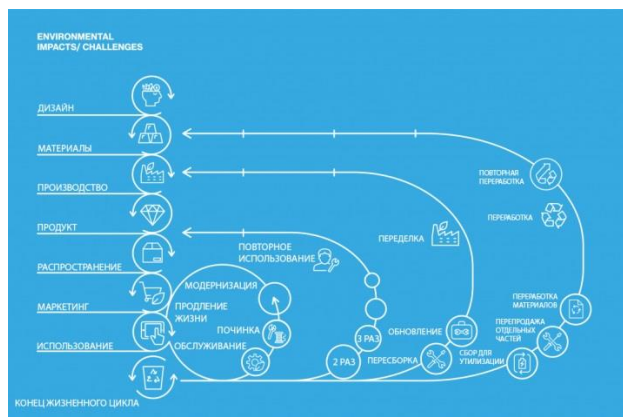 ENVIRONMENTAL
IMPACTS/ CHALLENGES
ДИЗАЙН
МАТЕРИАЛЫ
ПРОИЗВОДСТВО
ПРОДУКТ
РАСПРОСТРАНЕНИЕ
МАРКЕТИНГ
ИСПОЛЬЗОВАНИЕ
КОНЕЦ ЖИЗНЕННОГО ЦИКЛА
МОДЕРНИЗАЦИЯ
ПРОДЛЕНИЕ
ЖИЗНИ
ПОЧИНКА
ОБСЛУЖИВАНИЕ
ПОВТОРНОЕ
ИСПОЛЬЗОВАНИЕ
3 РАЗ
2 РАЗ
ПЕРЕДЕЛКА
ОБНОВЛЕНИЕ
ПЕРЕСБОРКА
ПОВТОРНАЯ
ПЕРЕРАБОТКА
ПЕРЕРАБОТКА
ПЕРЕРАБОТКА
МАТЕРИАЛОВ
ПЕРЕПРОДАЖА
ОТДЕЛЬНЫХ
ЧАСТЕЙ
СБОР ДЛЯ
УТИЛИЗАЦИИ